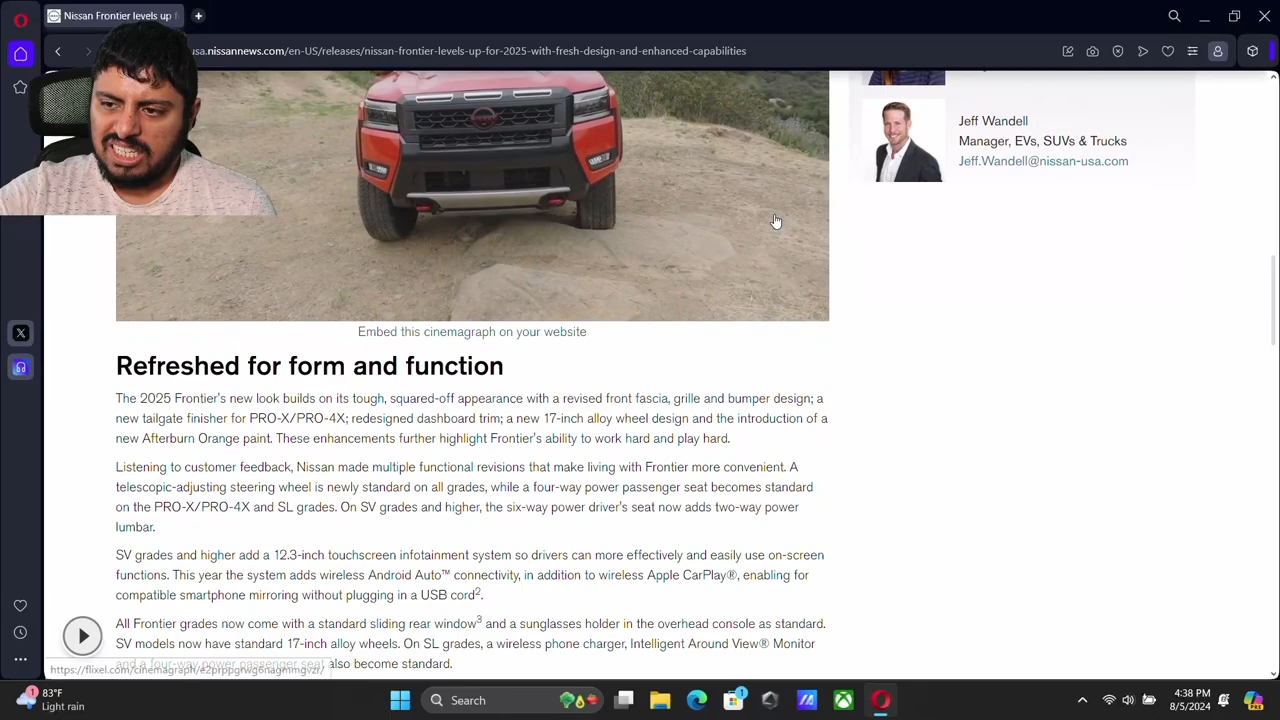 Nissan Frontier levels up f
usa.nissannews.com/en-US/releases/nissan-frontier-levels-up-for-2025-with-fresh-design-and-enhanced-capabilities
Jeff Wandell
Manager, EVs, SUVs & Trucks
Jeff.Wandell@nissan-usa.com
Embed this cinemagraph on your website
Refreshed for form and function
The 2025 Frontier's new look builds on its tough, squared-off appearance with a revised front fascia, grille and bumper design; a
new tailgate finisher for PRO-X/PRO-4X; redesigned dashboard trim; a new 17-inch alloy wheel design and the introduction of a
new Afterburn Orange paint. These enhancements further highlight Frontier's ability to work hard and play hard.
Listening to customer feedback, Nissan made multiple functional revisions that make living with Frontier more convenient. A
telescopic-adjusting steering wheel is newly standard on all grades, while a four-way power passenger seat becomes standard
on the PRO-X/PRO-4X and SL grades. On SV grades and higher, the six-way power driver's seat now adds two-way power
lumbar.
SV grades and higher add a 12.3-inch touchscreen infotainment system so drivers can more effectively and easily use on-screen
functions. This year the system adds wireless Android Auto™ connectivity, in addition to wireless Apple CarPlay®, enabling for
compatible smartphone mirroring without plugging in a USB cord2.
All Frontier grades now come with a standard sliding rear window3 and a sunglasses holder in the overhead console as standard.
SV models now have standard 17-inch alloy wheels. On SL grades, a wireless phone charger, Intelligent Around View® Monitor
and a four-way power passenger seat also become standard.
1
83°F
Light rain
Search
1
4:38 PM
8/5/2024